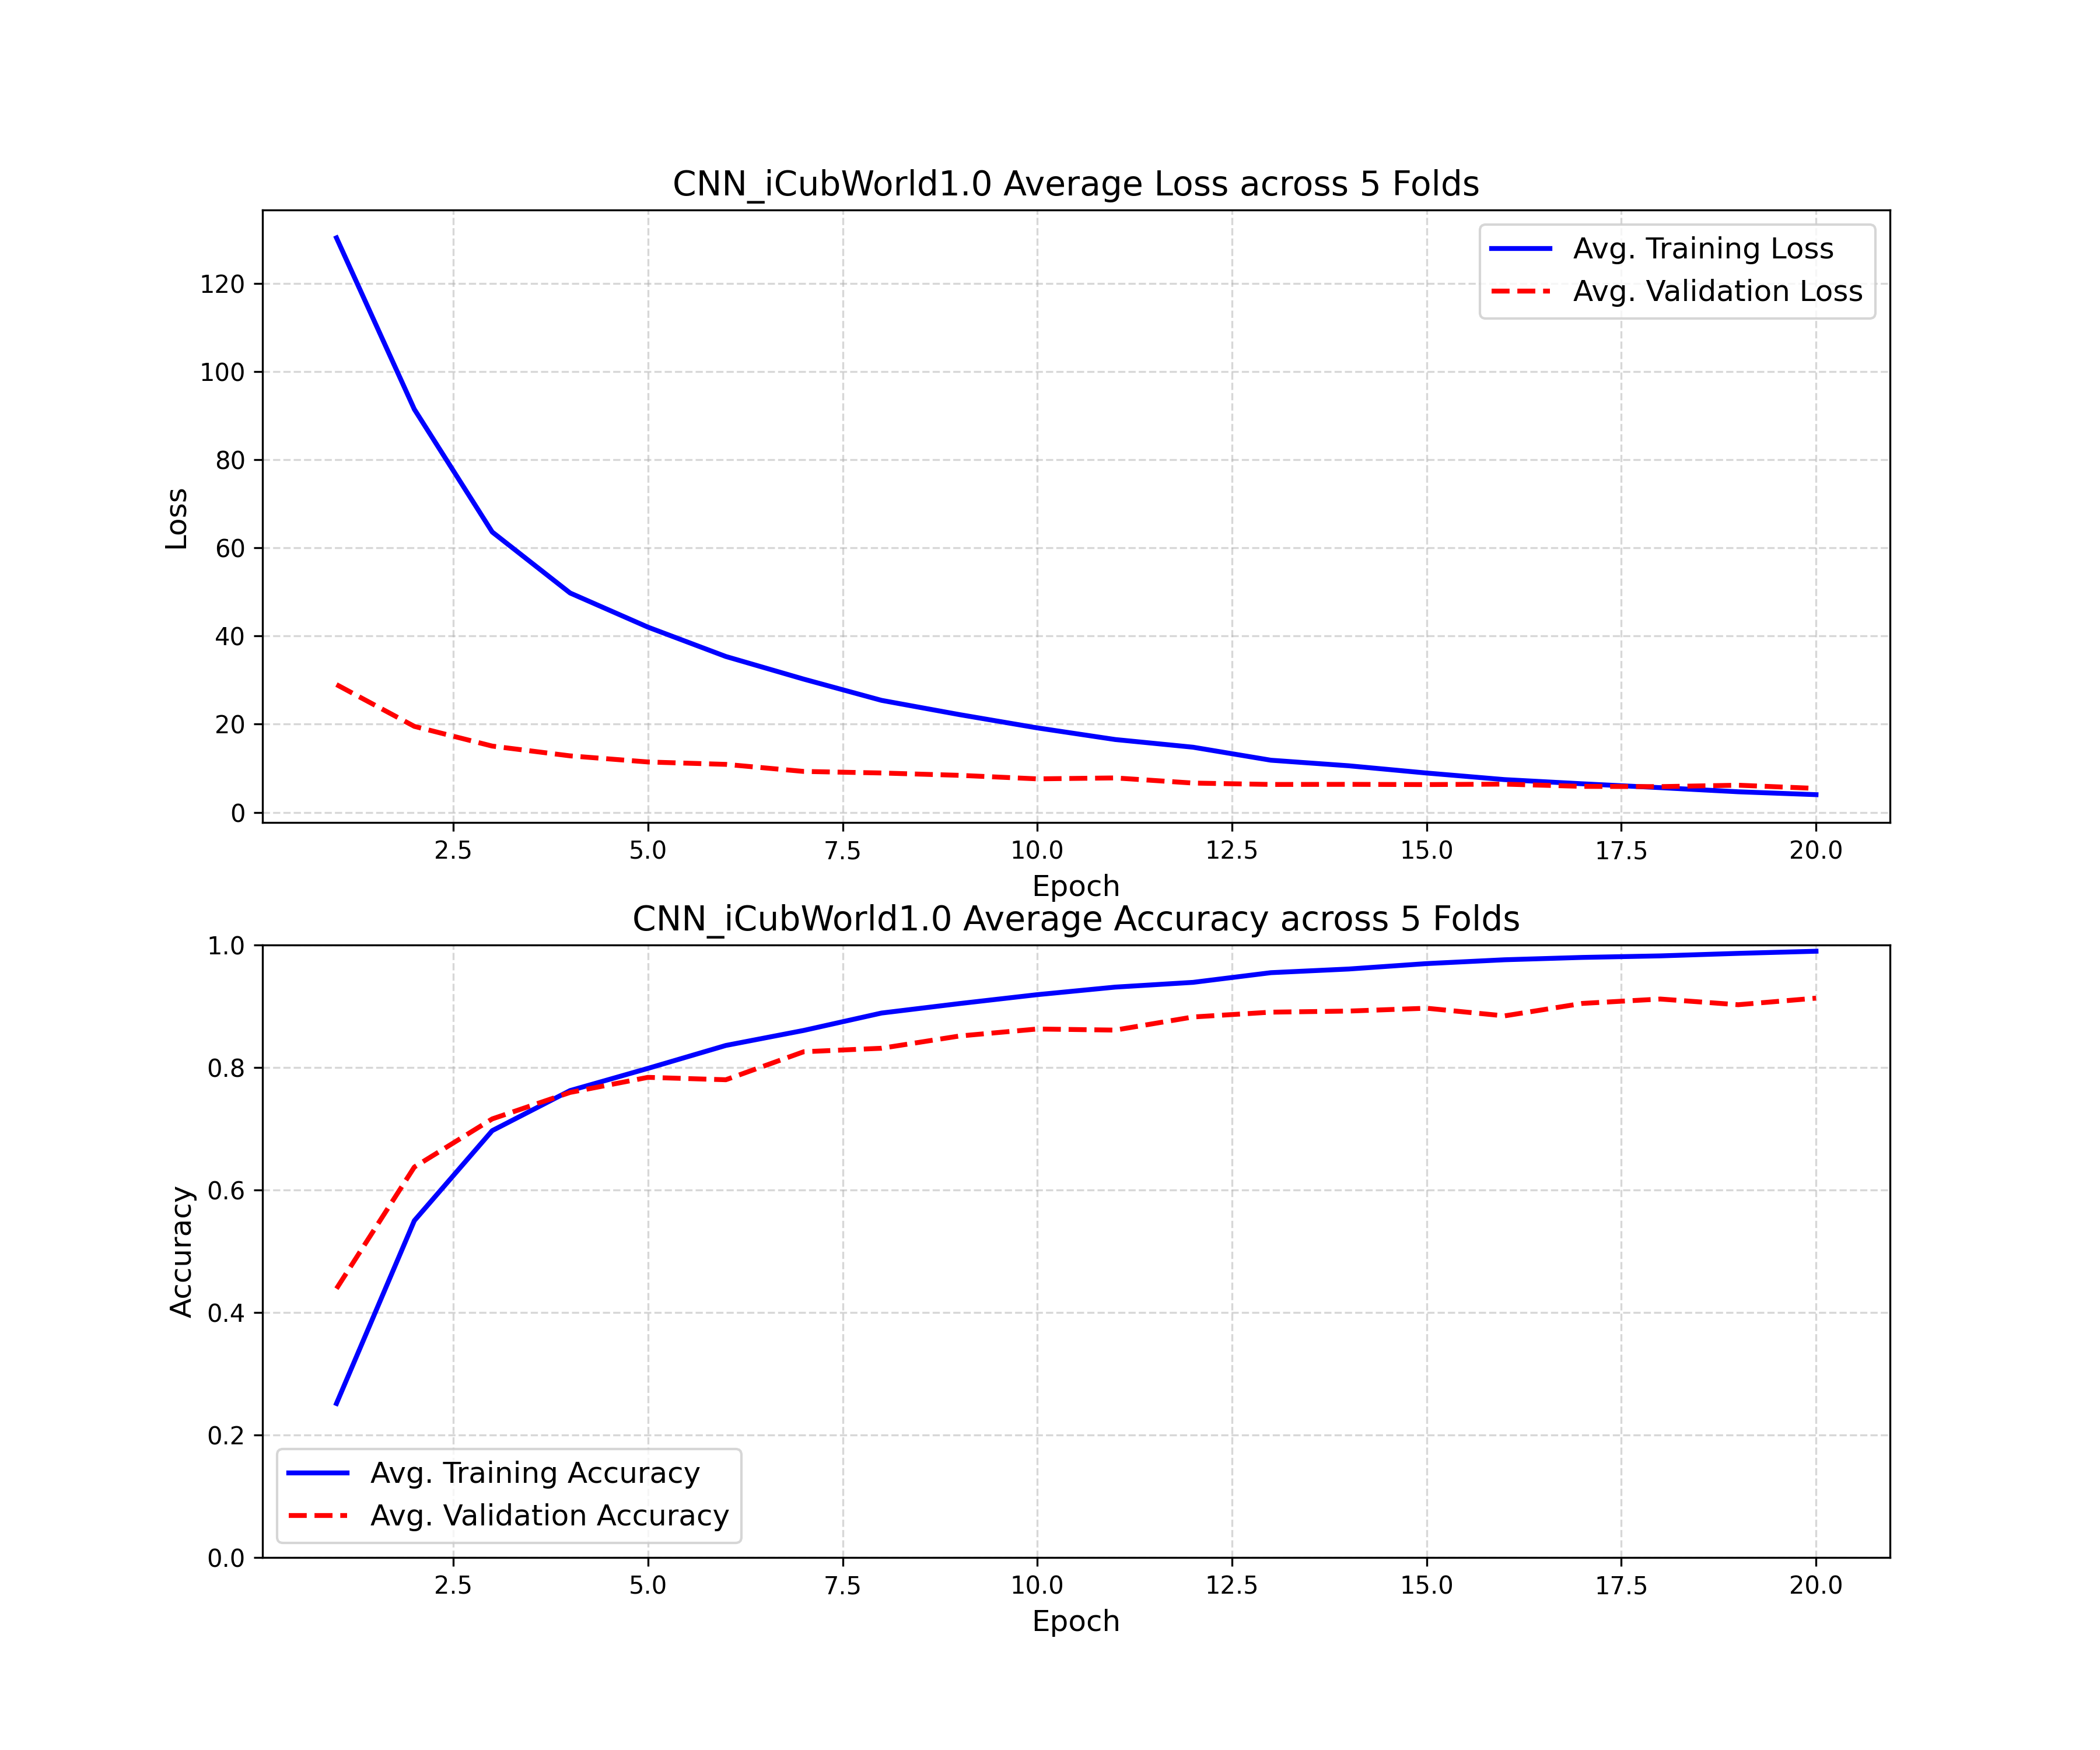 CNN_iCubWorld1.0 Average Loss across 5 Folds
Avg. Training Loss
Avg. Validation Loss
120
100
80
60
40
20
0
Loss
2.5 5.0 7.5 10.0 12.5 15.0 17.5 20.0
Epoch
CNN_iCubWorld1.0 Average Accuracy across 5 Folds
1.0
0.8
0.6
0.4
0.2
0.0
Accuracy
Avg. Training Accuracy
Avg. Validation Accuracy
2.5 5.0 7.5 10.0 12.5 15.0 17.5 20.0
Epoch